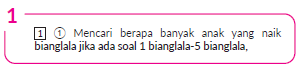 1
1 ① Mencari berapa banyak anak yang naik
bianglala jika ada soal 1 bianglala-5 bianglala,